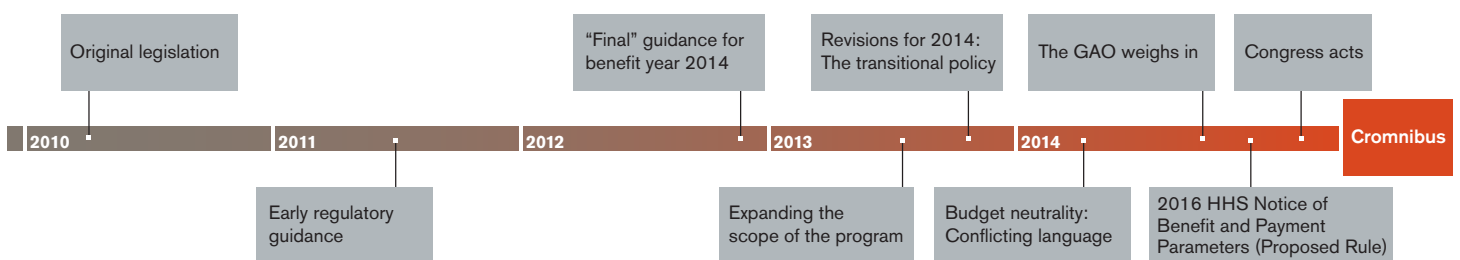 Original legislation
“Final” guidance for
benefit year 2014
Revisions for 2014:
The transitional policy
The GAO weighs in
Congress acts
2010
2011
2012
2013
2014
Cromnibus
Early regulatory
guidance
Expanding the
scope of the program
Budget neutrality:
Conflicting language
2016 HHS Notice of
Benefit and Payment
Parameters (Proposed Rule)